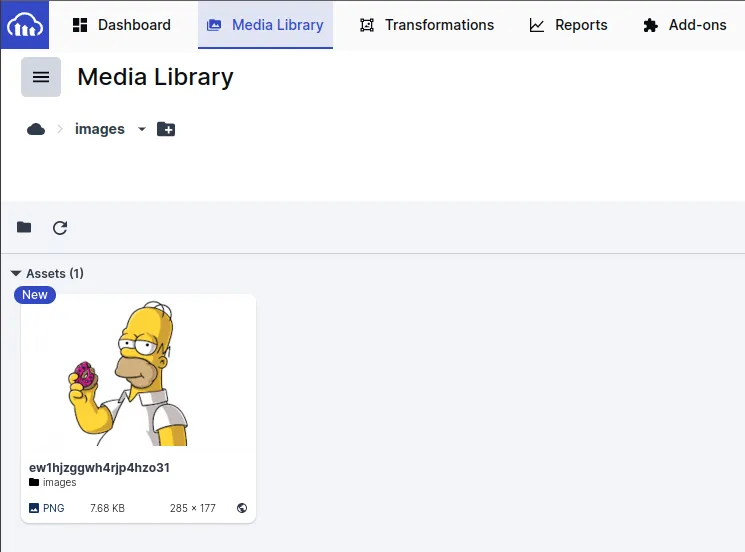 Dashboard
Media Library
Transformations
Reports
Add-ons
Media Library
images
Assets (1)
New
ew1hjzggwh4rjp4hzo31
images
PNG 7.68 KB 285 × 177